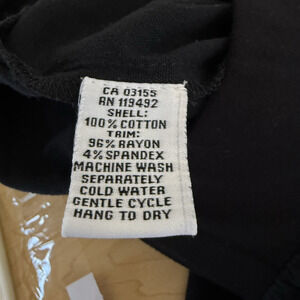 CA 03155
RN 119492
SHELL:
100% COTTON
TRIM:
96% RAYON
4% SPANDEX
MACHINE WASH
SEPARATELY
COLD WATER
GENTLE CYCLE
HANG TO DRY